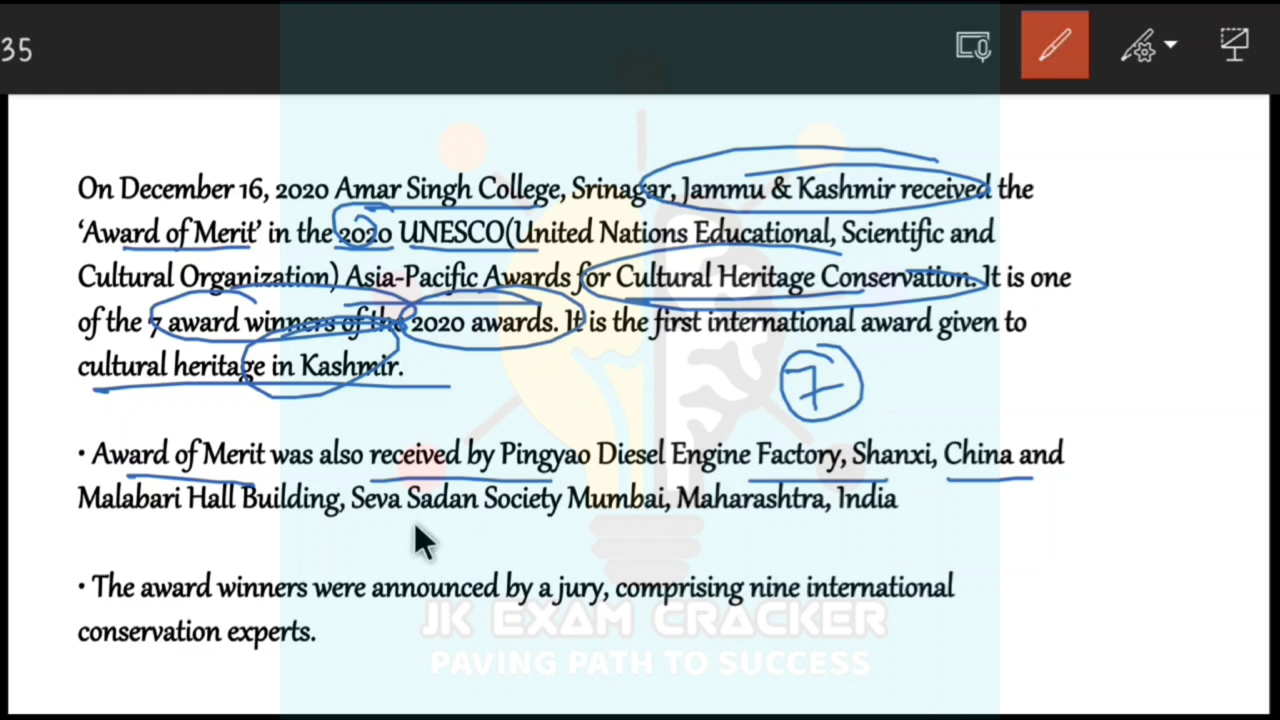 35
On December 16, 2020 Amar Singh College, Srinagar, Jammu & Kashmir received the
‘Award of Merit’ in the 2020 UNESCO(United Nations Educational, Scientific and
Cultural Organization) Asia-Pacific Awards for Cultural Heritage Conservation. It is one
of the 7 award winners of the 2020 awards. It is the first international award given to
cultural heritage in Kashmir.
7
• Award of Merit was also received by Pingyao Diesel Engine Factory, Shanxi, China and
Malabari Hall Building, Seva Sadan Society Mumbai, Maharashtra, India
• The award winners were announced by a jury, comprising nine international
conservation experts.
JK EXAM CRACKER
PAVING PATH TO SUCCESS